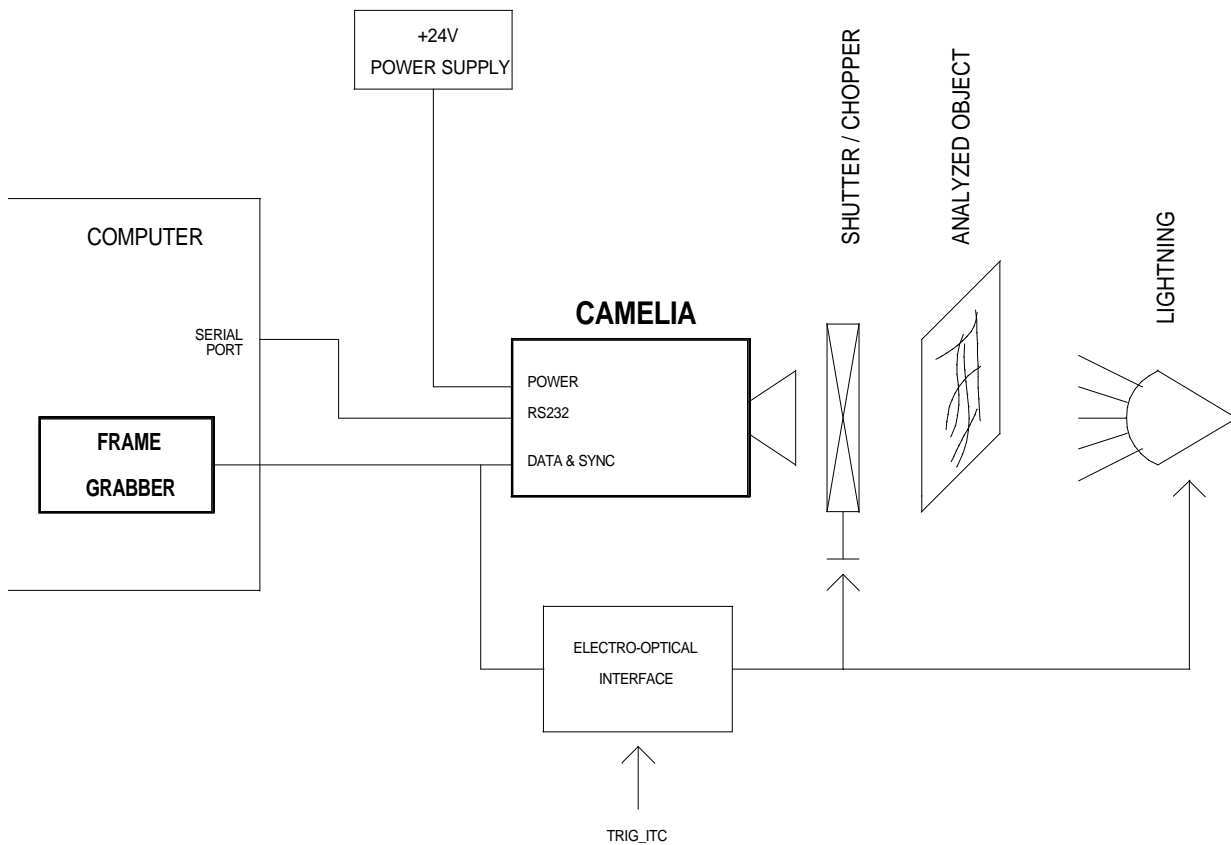 +24V
POWER SUPPLY
SHUTTER / CHOPPER
ANALYZED OBJECT
LIGHTNING
COMPUTER
SERIAL
PORT
CAMELIA
POWER
RS232
DATA & SYNC
FRAME
GRABBER
ELECTRO-OPTICAL
INTERFACE
TRIG_ITC